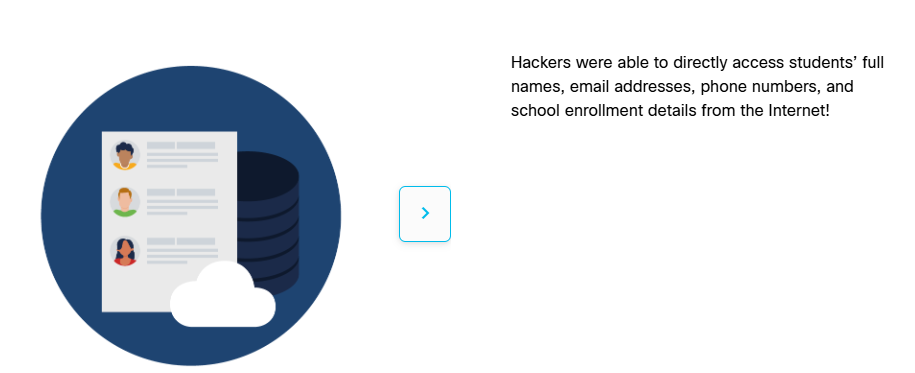 Hackers were able to directly access students’ full
names, email addresses, phone numbers, and
school enrollment details from the Internet!